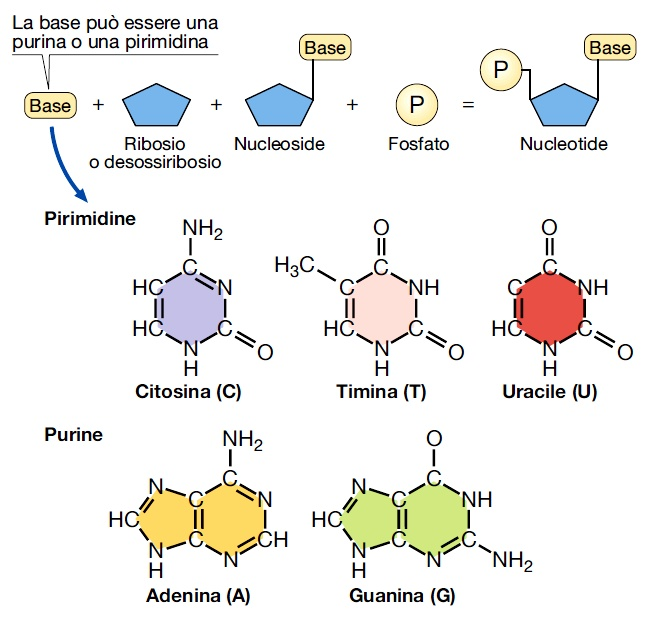 La base può essere una
purina o una pirimidina
Base + + Base + P = P Base
Ribosio
o desossiribosio
Nucleoside
Fosfato
Nucleotide
Pirimidine
NH2
C
HC
N
HC
C
N
H
O
Citosina (C)
O
H3C
C
C
NH
HC
C
N
H
O
Timina (T)
O
C
C
NH
HC
C
N
H
O
Uracile (U)
Purine
NH2
C
N
C
N
HC
C
CH
N
H
N
Adenina (A)
O
C
N
C
NH
HC
C
C
N
H
N
NH2
Guanina (G)